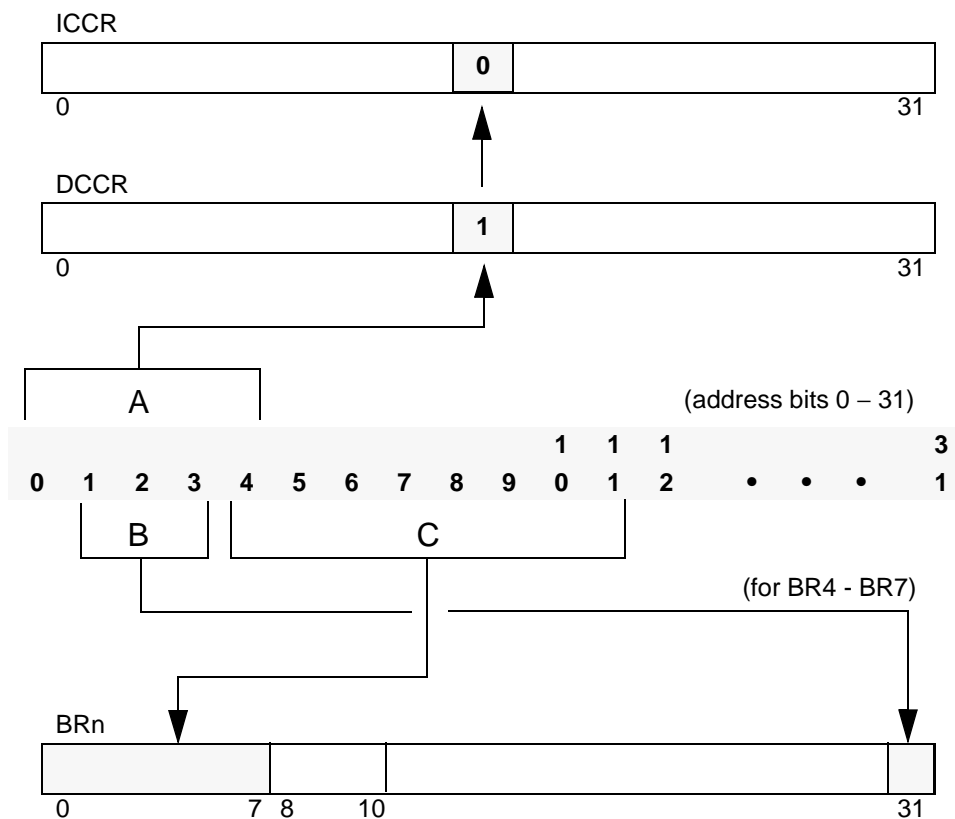 ICCR
0
0 31
DCCR
1
0 31
A
(address bits 0 – 31)
1 1 1 3
0 1 2 3 4 5 6 7 8 9 0 1 2 • • • 1
B C
(for BR4 - BR7)
BRn
0 7 8 10 31